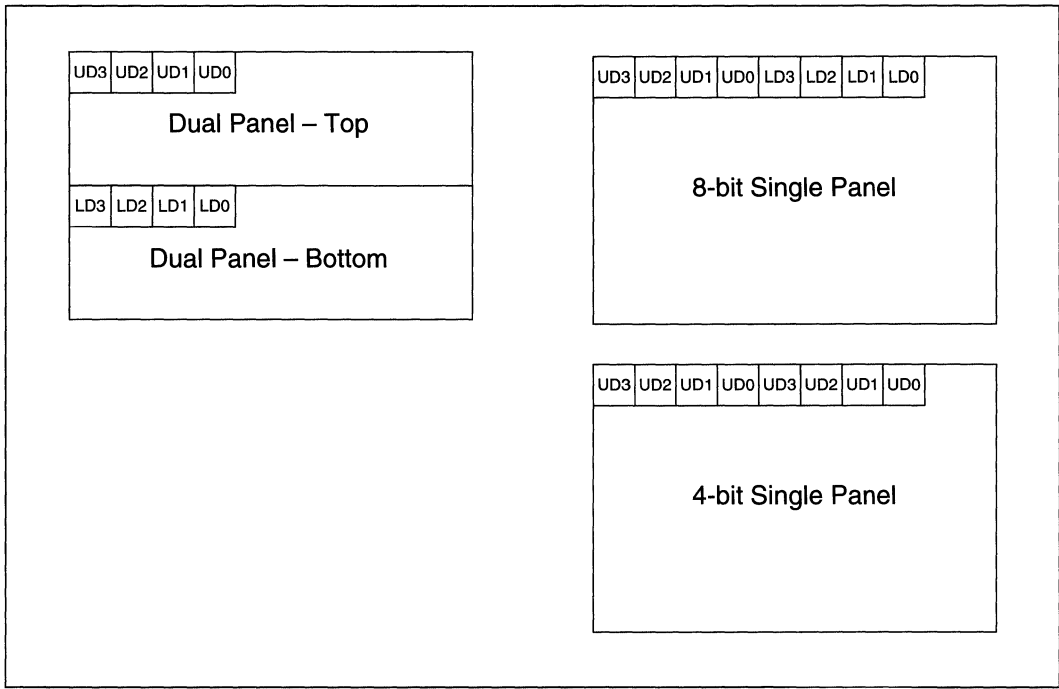 UD3 UD2 UD1 UD0
Dual Panel – Top
LD3 LD2 LD1 LD0
Dual Panel – Bottom
UD3 UD2 UD1 UD0 LD3 LD2 LD1 LD0
8-bit Single Panel
UD3 UD2 UD1 UD0 UD3 UD2 UD1 UD0
4-bit Single Panel